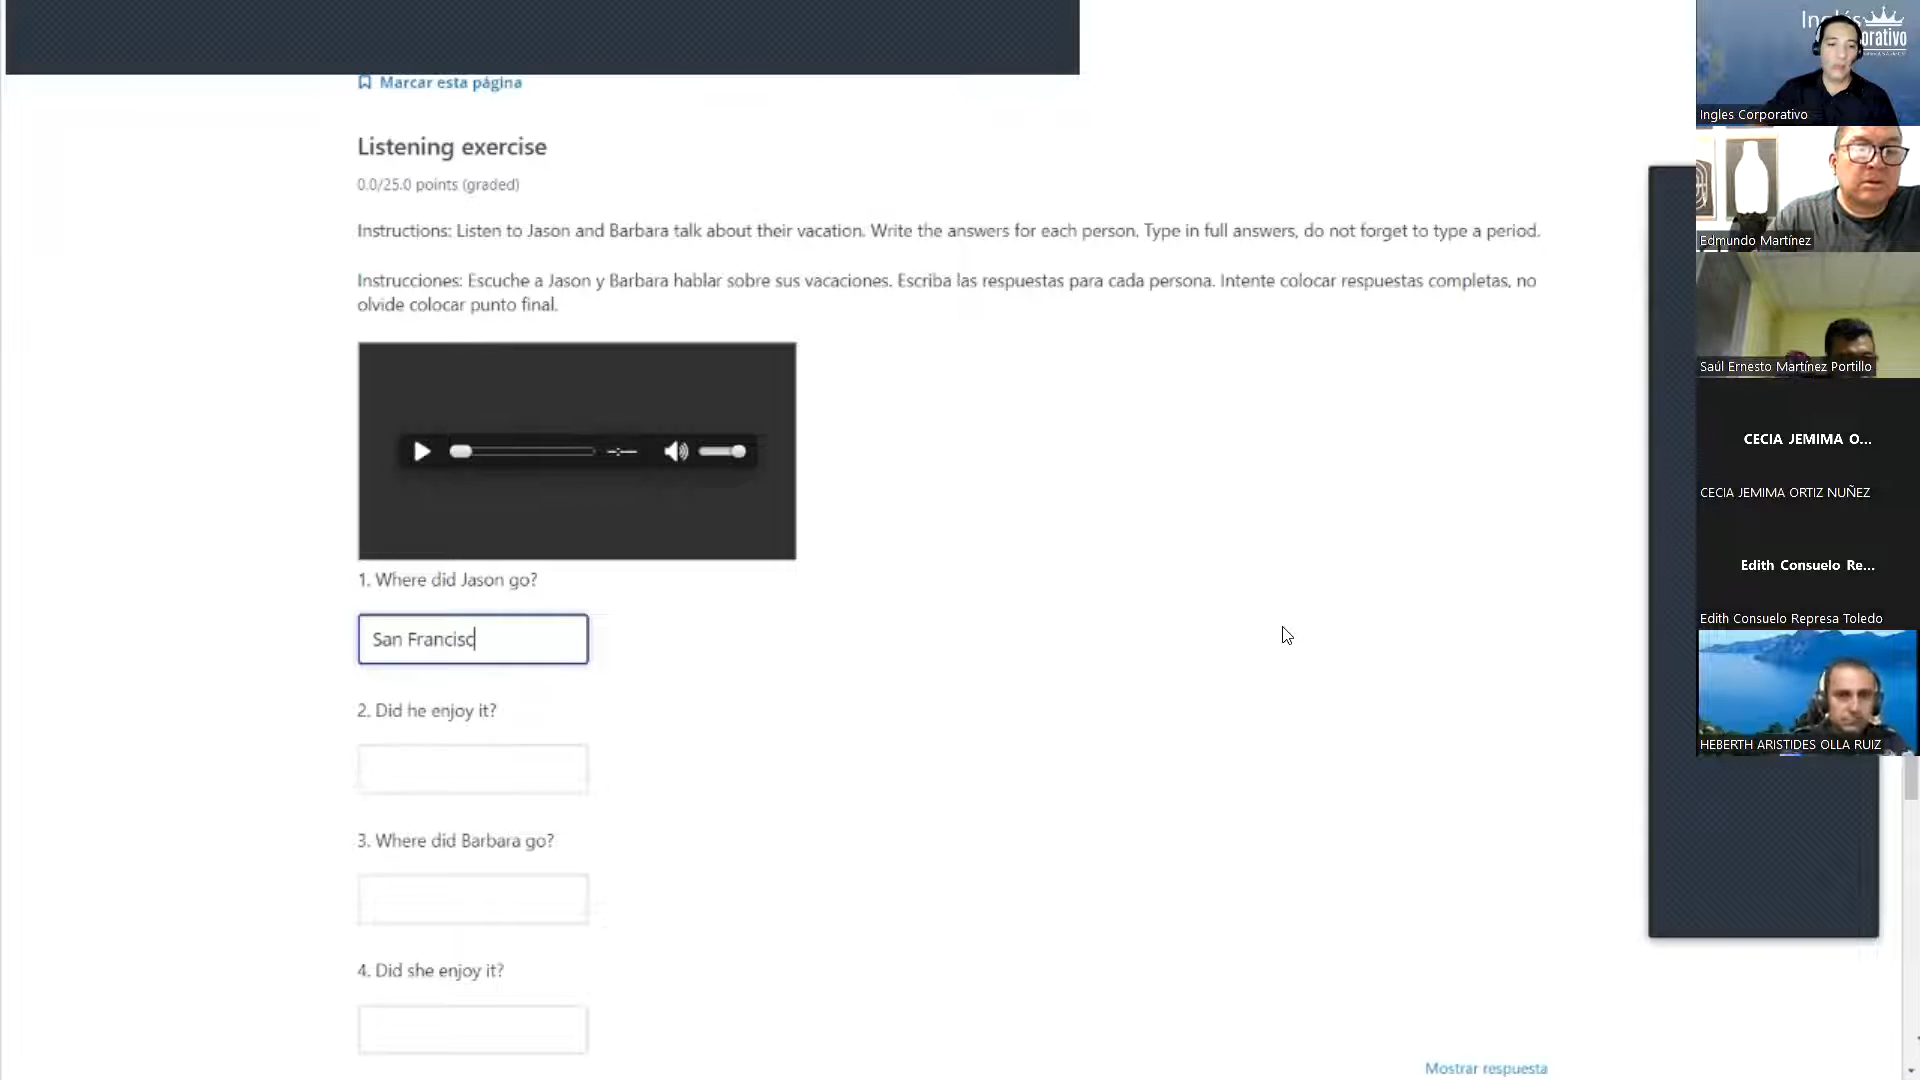 Marcar esta página
Listening exercise
0.0/25.0 points (graded)
Instructions: Listen to Jason and Barbara talk about their vacation. Write the answers for each person. Type in full answers, do not forget to type a period.
Instrucciones: Escuche a Jason y Barbara hablar sobre sus vacaciones. Escriba las respuestas para cada persona. Intente colocar respuestas completas, no
olvide colocar punto final.
1. Where did Jason go?
San Francisc
2. Did he enjoy it?
3. Where did Barbara go?
4. Did she enjoy it?
Mostrar respuesta
Ingles Corporativo
Edmundo Martínez
Saúl Ernesto Martínez Portillo
CECIA JEMIMA O...
CECIA JEMIMA ORTIZ NUÑEZ
Edith Consuelo Re...
Edith Consuelo Represa Toledo
HEBERTH ARISTIDES OLLA RUIZ